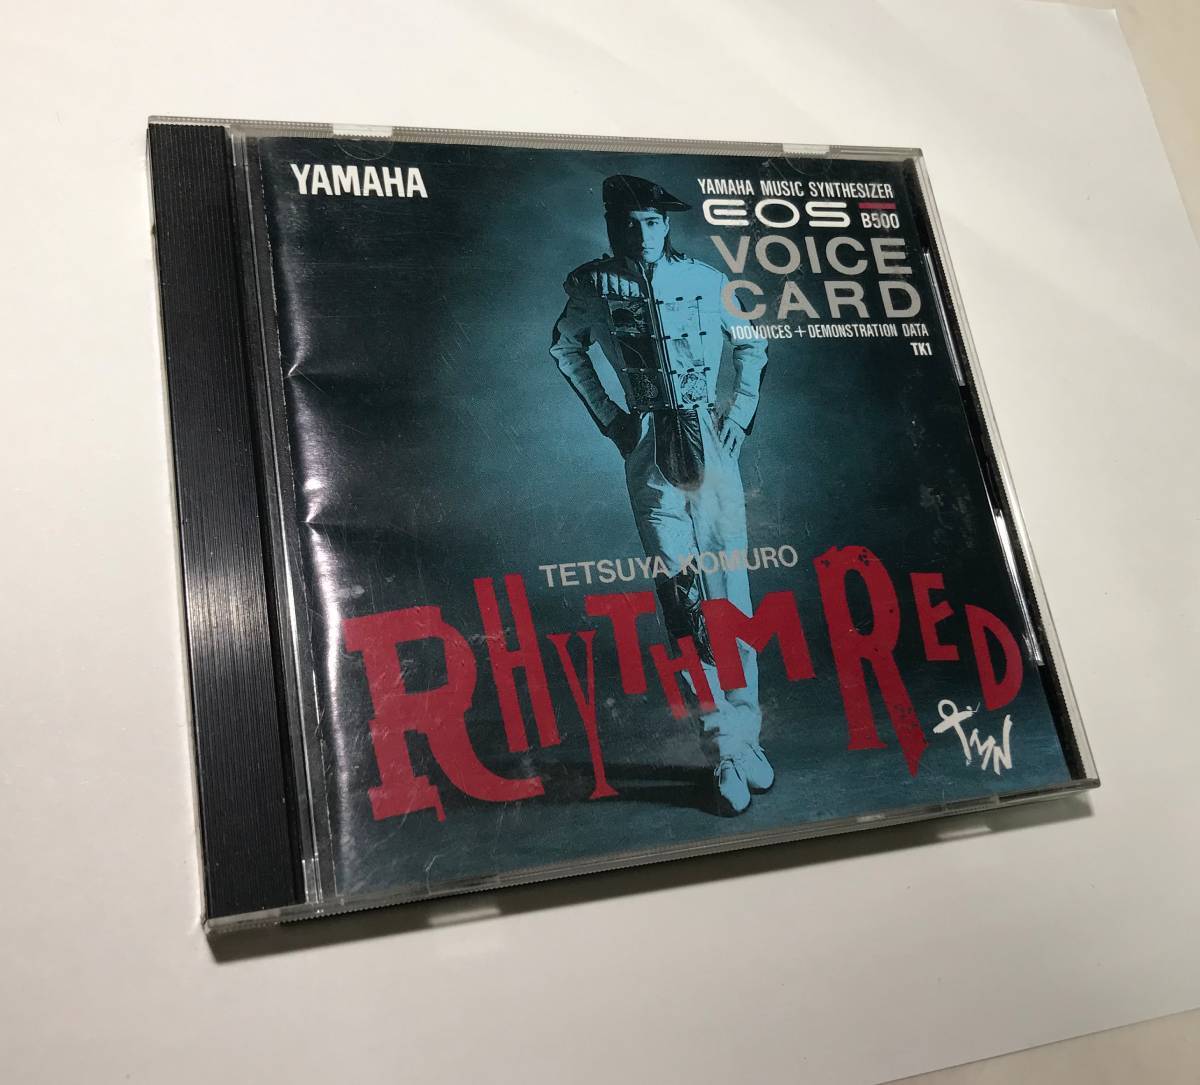 YAMAHA
YAMAHA MUSIC SYNTHESIZER
EOS B500
VOICE
CARD
100VOICES+DEMONSTRATION DATA
TK1
TETSUYA KOMURO
RHYTHM RED
TMN